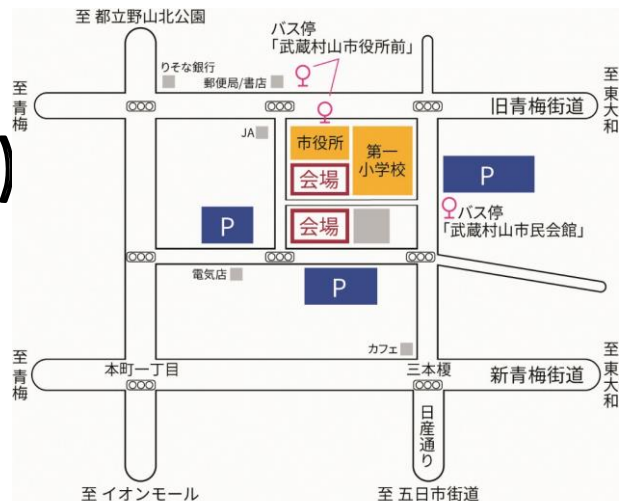 至 都立野山北公園
バス停
「武蔵村山市役所前」
りそな銀行
郵便局/書店
至青梅
至東大和
旧青梅街道
)
JA
市役所
第一
小学校
会場
P
P
バス停
「武蔵村山市民会館」
会場
電気店
P
カフェ
至青梅
本町一丁目
三本榎
新青梅街道
至東大和
日産通り
至 イオンモール
至 五日市街道